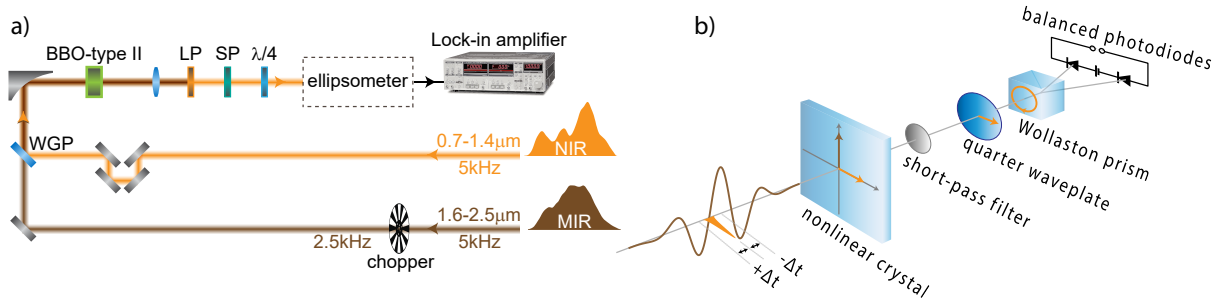 a)
BBO-type II
LP
SP
λ/4
Lock-in amplifier
ellipsometer
WGP
0.7-1.4μm
5kHz
NIR
1.6-2.5μm
5kHz
MIR
2.5kHz
chopper
b)
balanced photodiodes
Wollaston prism
quarter waveplate
short-pass filter
nonlinear crystal
-Δt
+Δt